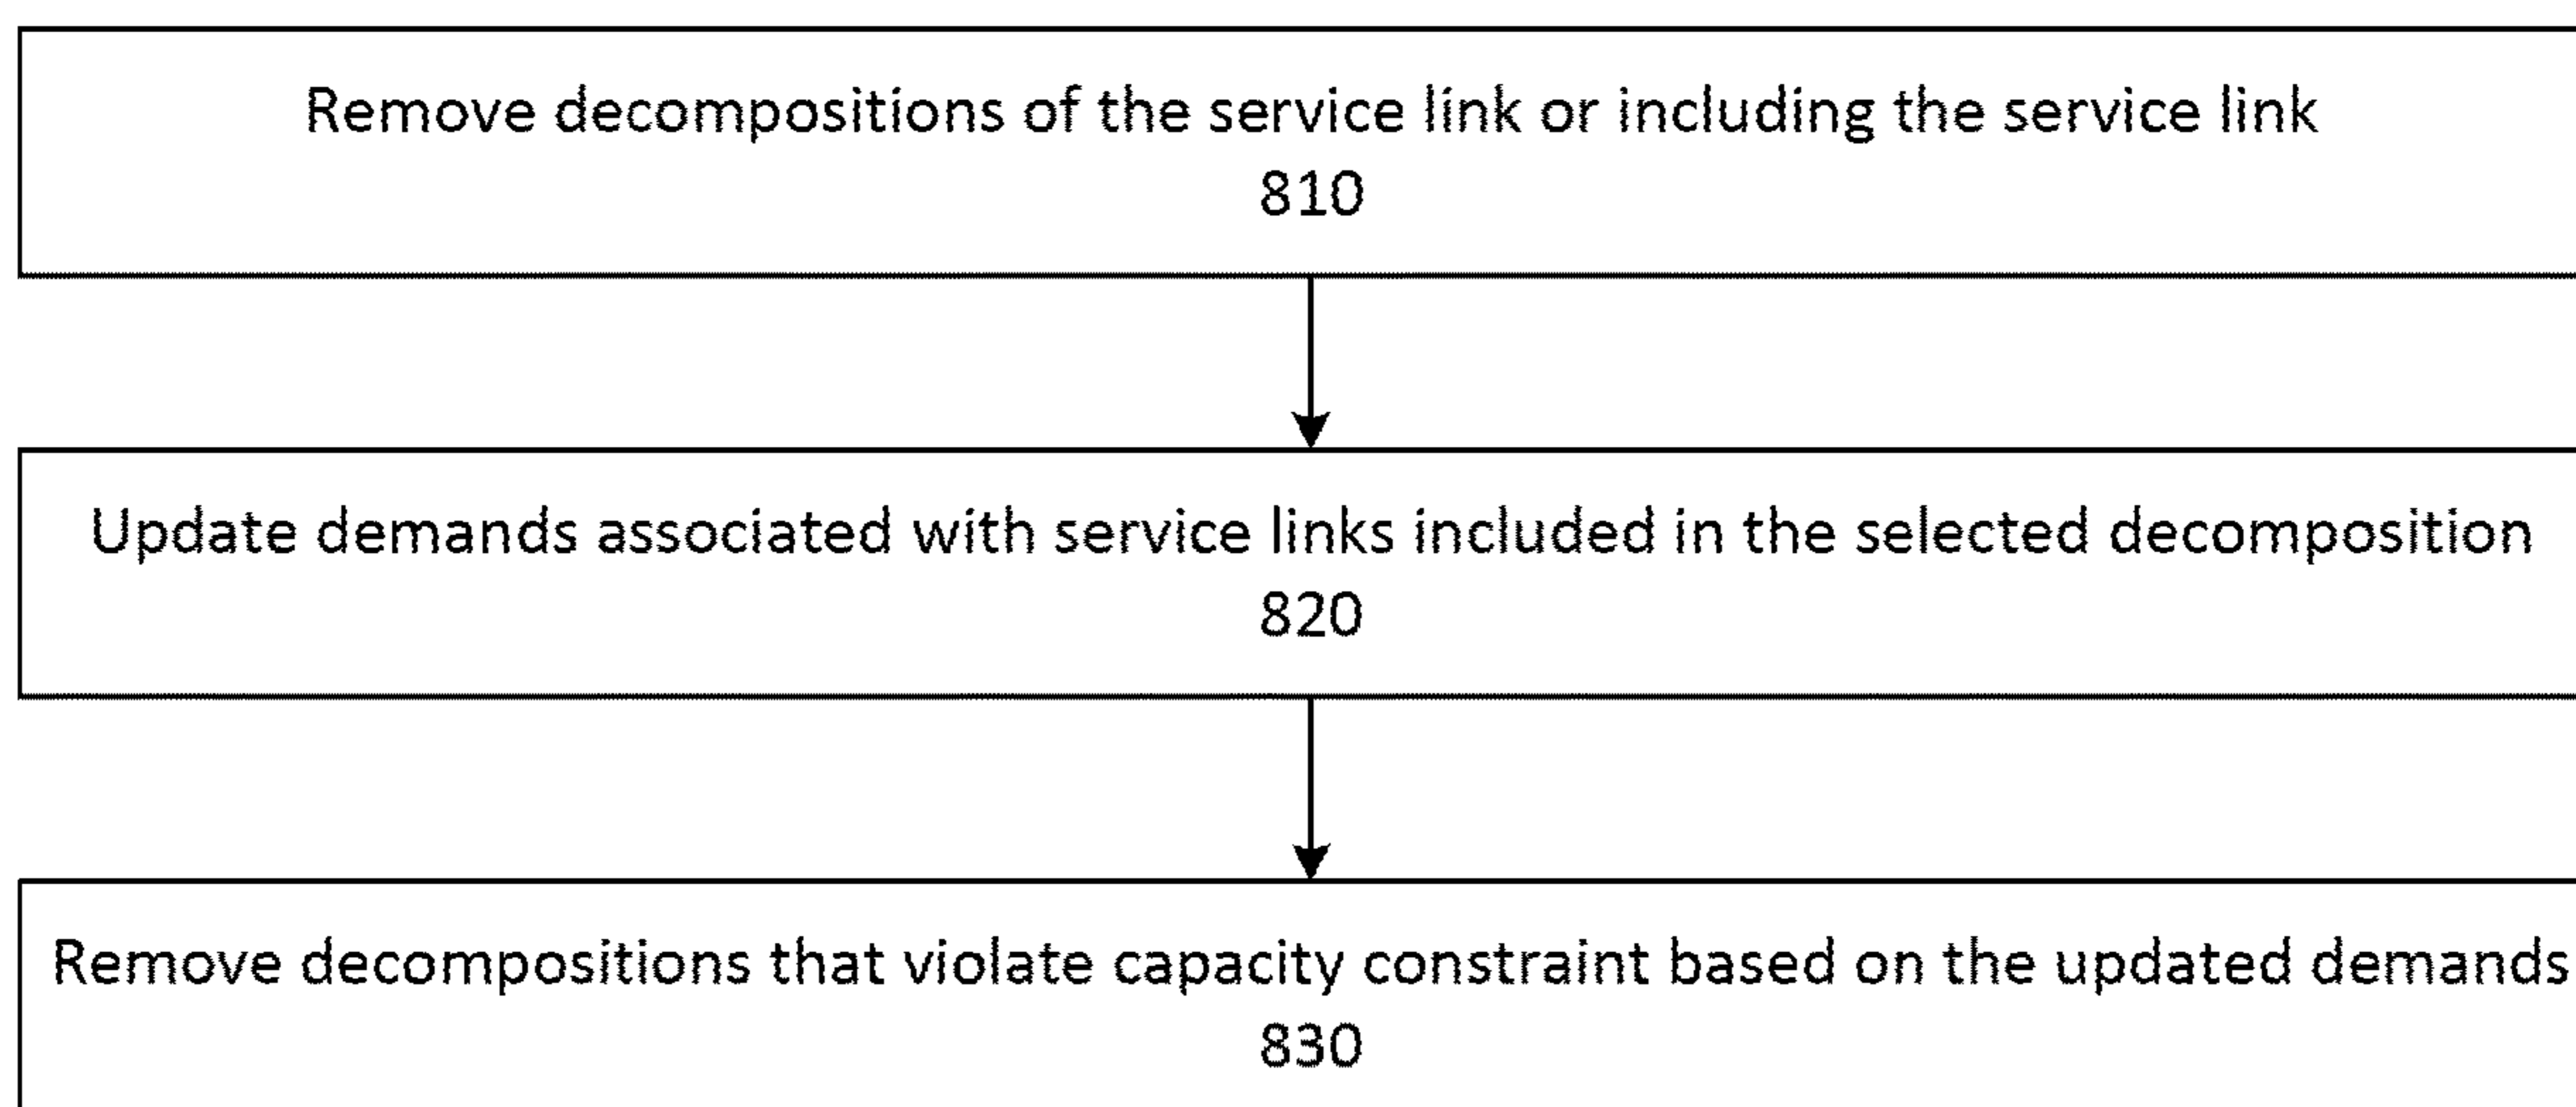 Remove decompositions of the service link or including the service link
810
Update demands associated with service links included in the selected decomposition
820
Remove decompositions that violate capacity constraint based on the updated demands
830